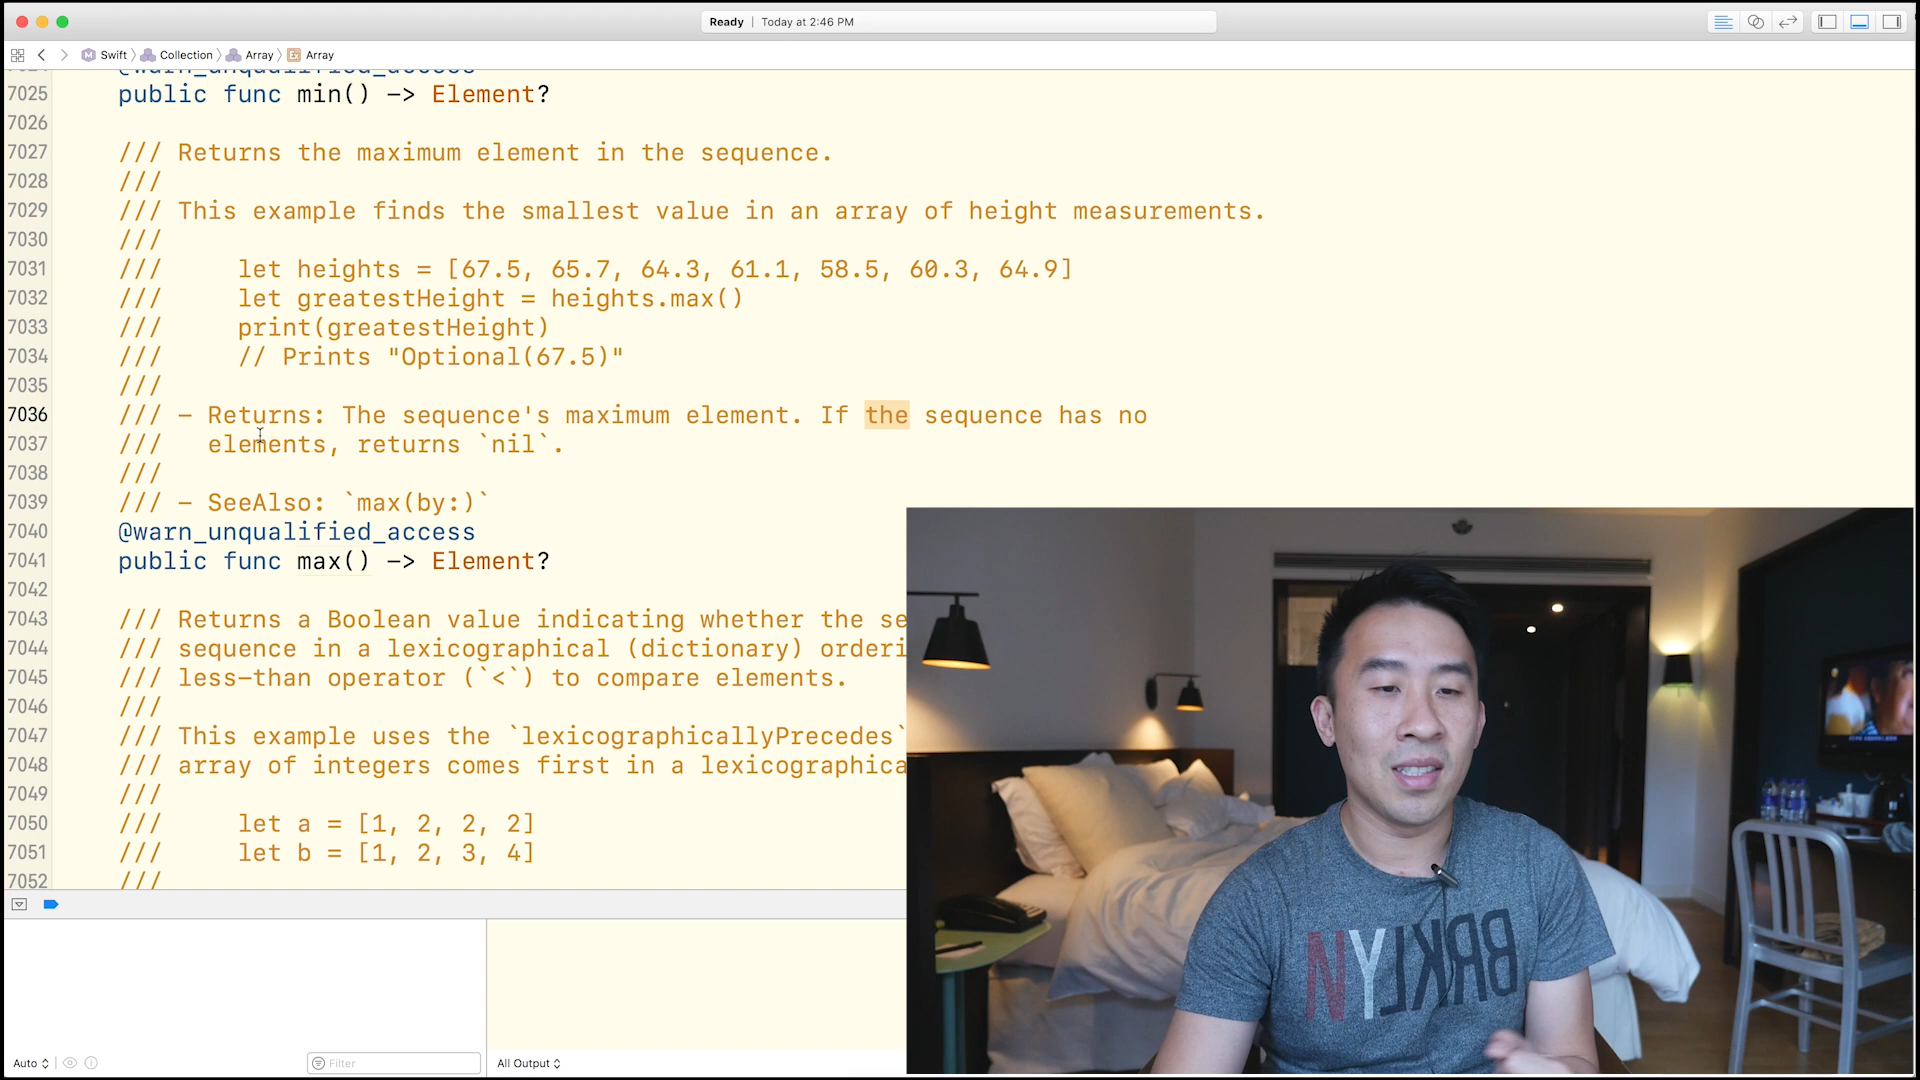 Ready | Today at 2:46 PM
Swift Collection Array Array
@warn_unqualified_access
7025 public func min() -> Element?
7026
7027 /// Returns the maximum element in the sequence.
7028 ///
7029 /// This example finds the smallest value in an array of height measurements.
7030 ///
7031 /// let heights = [67.5, 65.7, 64.3, 61.1, 58.5, 60.3, 64.9]
7032 /// let greatestHeight = heights.max()
7033 /// print(greatestHeight)
7034 /// // Prints "Optional(67.5)"
7035 ///
7036 /// - Returns: The sequence's maximum element. If the sequence has no
7037 /// elements, returns `nil`.
7038 ///
7039 /// - SeeAlso: `max(by:)`
7040 @warn_unqualified_access
7041 public func max() -> Element?
7042
7043 /// Returns a Boolean value indicating whether the se
7044 /// sequence in a lexicographical (dictionary) orderi
7045 /// less-than operator (`<`) to compare elements.
7046 ///
7047 /// This example uses the `lexicographicallyPrecedes`
7048 /// array of integers comes first in a lexicographica
7049 ///
7050 /// let a = [1, 2, 2, 2]
7051 /// let b = [1, 2, 3, 4]
7052 ///
NY BRKLYN
Auto
Filter
All Output